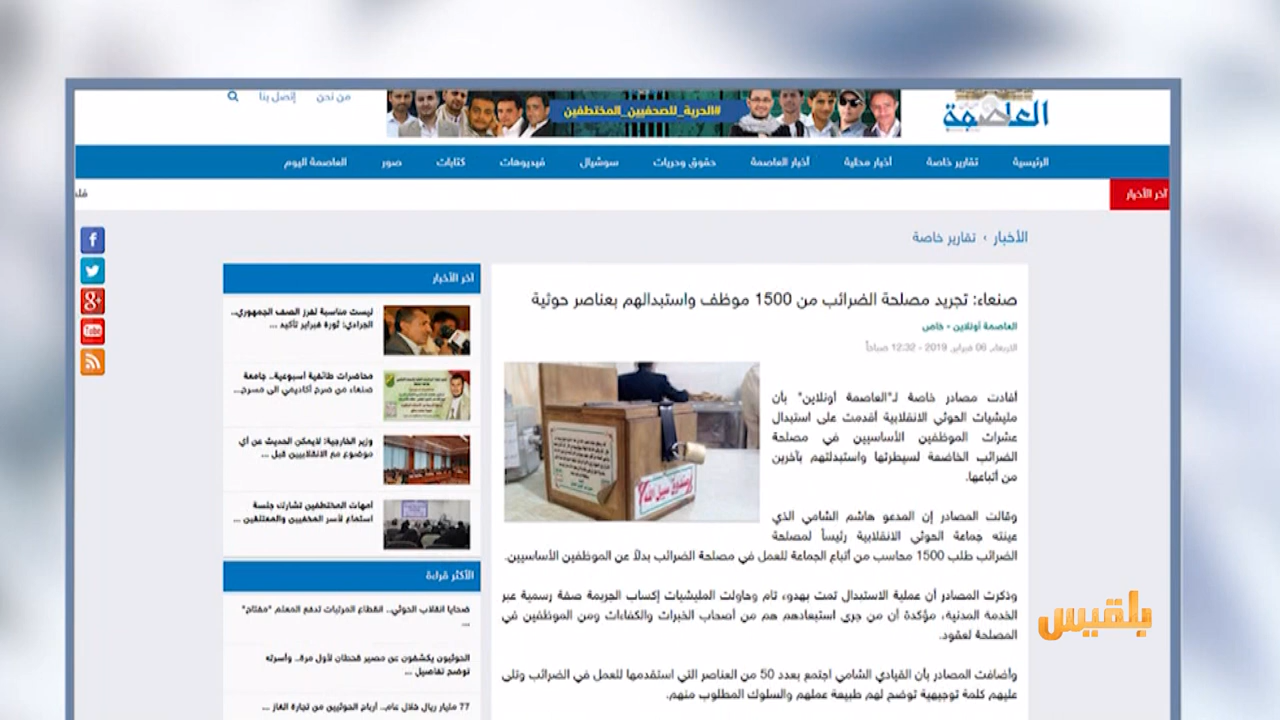 العاصمة
#الحرية_للصحفيين_المختطفين
من نحن
إتصل بنا
الرئيسية
تقارير خاصة
أخبار محلية
أخبار العاصمة
حقوق وحريات
سوشيال
فيديوهات
كتابات
صور
العاصمة اليوم
آخر الأخبار
الأخبار › تقارير خاصة
صنعاء: تجريد مصلحة الضرائب من 1500 موظف واستبدالهم بعناصر حوثية
العاصمة أونلاين - خاص
الاربعاء, 06 فبراير, 2019 - 12:32 صباحاً
أفادت مصادر خاصة لـ"العاصمة أونلاين" بأن
مليشيات الحوثي الانقلابية أقدمت على استبدال
عشرات الموظفين الأساسيين في مصلحة
الضرائب الخاضعة لسيطرتها واستبدلتهم بآخرين
من أتباعها.
وقالت المصادر إن المدعو هاشم الشامي الذي
عينته جماعة الحوثي الانقلابية رئيساً لمصلحة
الضرائب طلب 1500 محاسب من أتباع الجماعة للعمل في مصلحة الضرائب بدلاً عن الموظفين الأساسيين.
وذكرت المصادر أن عملية الاستبدال تمت بهدوء تام وحاولت المليشيات إكساب الجريمة صفة رسمية عبر
الخدمة المدنية، مؤكدة أن من جرى استبعادهم هم من أصحاب الخبرات والكفاءات ومن الموظفين في
المصلحة لعقود.
وأضافت المصادر بأن القيادي الشامي اجتمع بعدد 50 من العناصر التي استقدمها للعمل في الضرائب وتلى
عليهم كلمة توجيهية توضح لهم طبيعة عملهم والسلوك المطلوب منهم.
آخر الأخبار
ليست مناسبة لفرز الصف الجمهوري..
الجرادي: ثورة فبراير تأكيد ...
محاضرات طائفية أسبوعية.. جامعة
صنعاء من صرح أكاديمي الى مسرح...
وزير الخارجية: لايمكن الحديث عن أي
موضوع مع الانقلابيين قبل ...
أمهات المختطفين تشارك جلسة
استماع لأسر المخفيين والمعتقلين ...
الأكثر قراءة
ضحايا انقلاب الحوثي.. انقطاع المرتبات تدفع المعلم "مفتاح"
...
الحوثيون يكشفون عن مصير قحطان لأول مرة.. وأسرته
توضح تفاصيل ...
77 مليار ريال خلال عام.. أرباح الحوثيين من تجارة الغاز ...
f
g+
You Tube
بلقيس